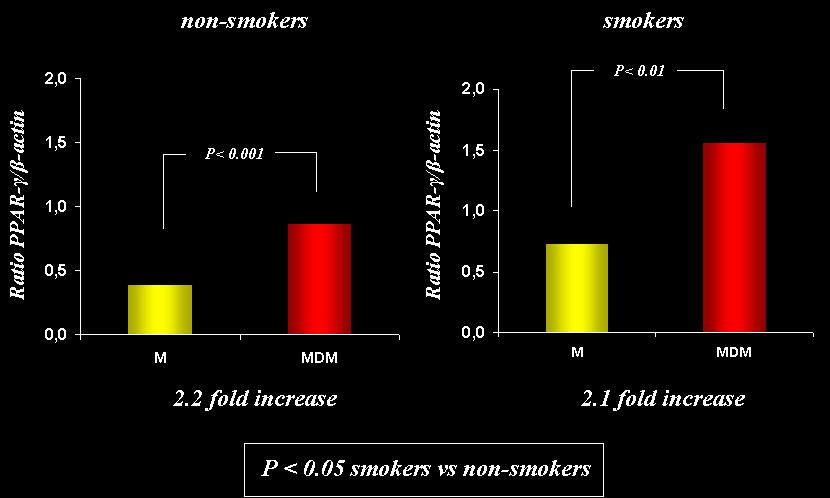 non-smokers
smokers
Ratio PPAR-γ/β-actin
2,0
1,5
1,0
0,5
0,0
P< 0.001
M
MDM
2.2 fold increase
Ratio PPAR-γ/β-actin
2,0
1,5
1,0
0,5
0,0
P< 0.01
M
MDM
2.1 fold increase
P < 0.05 smokers vs non-smokers